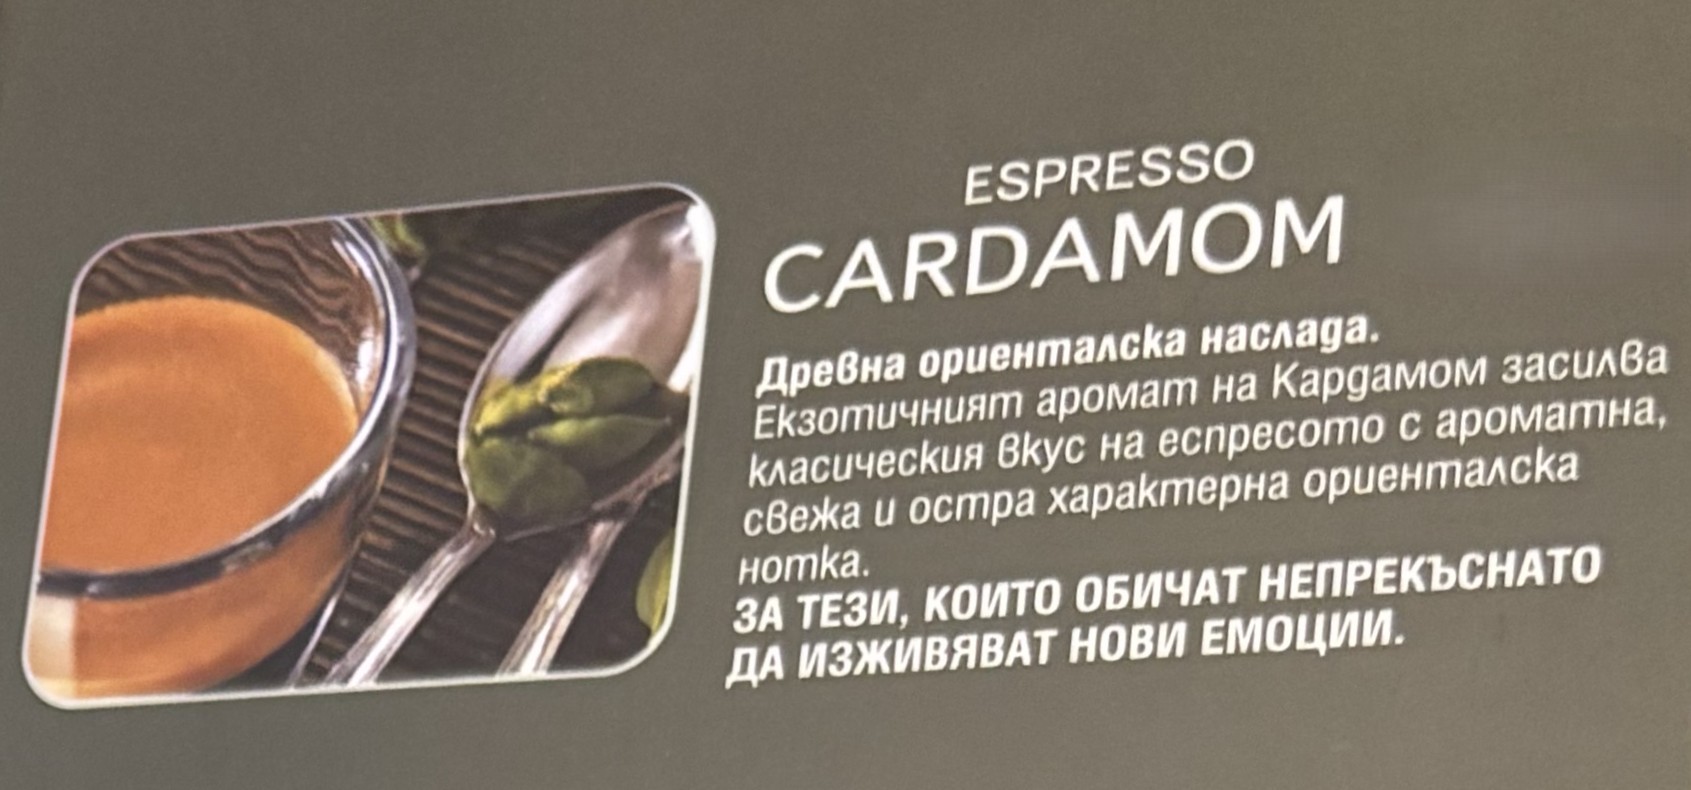 ESPRESSO
CARDAMOM
Древна ориенталска наслада.
Екзотичният аромат на Кардамом засилва
класическия вкус на еспресото с ароматна,
свежа и остра характерна ориенталска
нотка.
ЗА ТЕЗИ, КОИТО ОБИЧАТ НЕПРЕКЪСНАТО
ДА ИЗЖИВЯВАТ НОВИ ЕМОЦИИ.